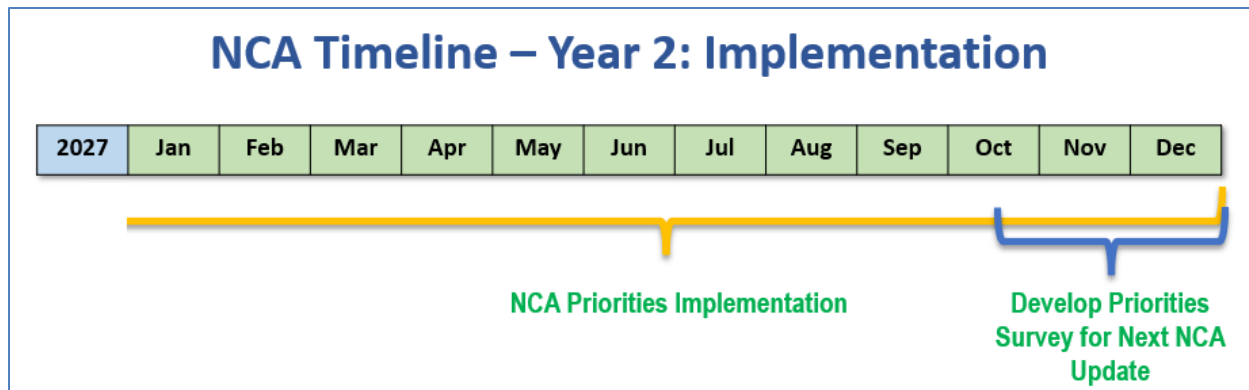 NCA Timeline – Year 2: Implementation
2027 Jan Feb Mar Apr May Jun Jul Aug Sep Oct Nov Dec
NCA Priorities Implementation
Develop Priorities
Survey for Next NCA
Update